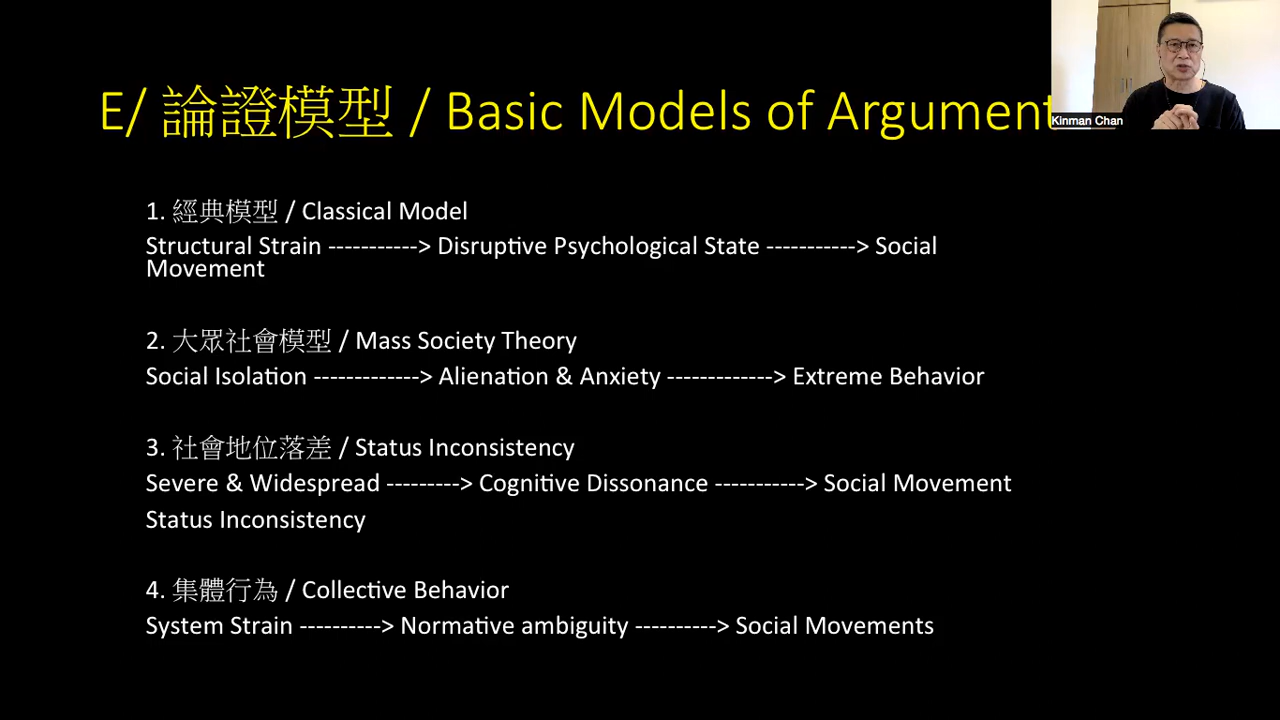 E/ 論證模型 / Basic Models of Argument
Kinman Chan
1. 經典模型 / Classical Model
Structural Strain -----------> Disruptive Psychological State -----------> Social
Movement
2. 大眾社會模型 / Mass Society Theory
Social Isolation -------------> Alienation & Anxiety -------------> Extreme Behavior
3. 社會地位落差 / Status Inconsistency
Severe & Widespread ---------> Cognitive Dissonance -----------> Social Movement
Status Inconsistency
4. 集體行為 / Collective Behavior
System Strain ----------> Normative ambiguity ----------> Social Movements